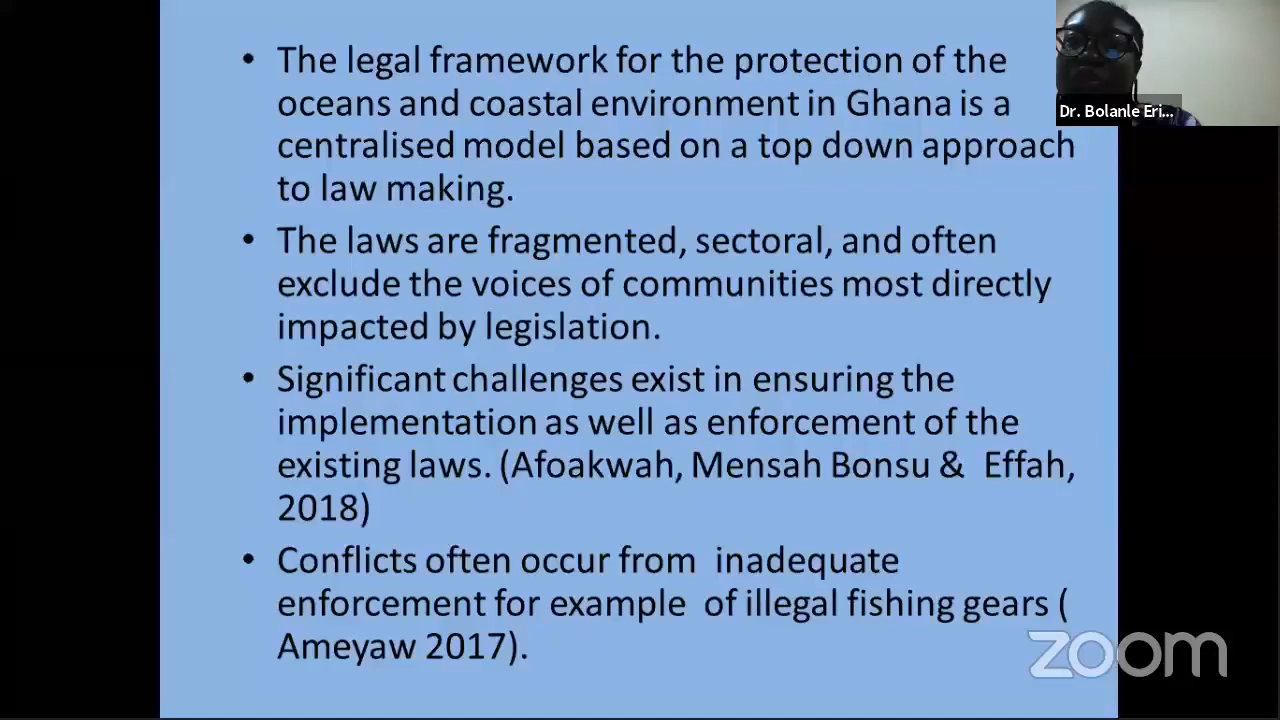 • The legal framework for the protection of the
oceans and coastal environment in Ghana is a
centralised model based on a top down approach
to law making.
• The laws are fragmented, sectoral, and often
exclude the voices of communities most directly
impacted by legislation.
• Significant challenges exist in ensuring the
implementation as well as enforcement of the
existing laws. (Afoakwah, Mensah Bonsu &  Effah,
2018)
• Conflicts often occur from  inadequate
enforcement for example  of illegal fishing gears (
Ameyaw 2017).
Dr. Bolanle Eri...
zoom